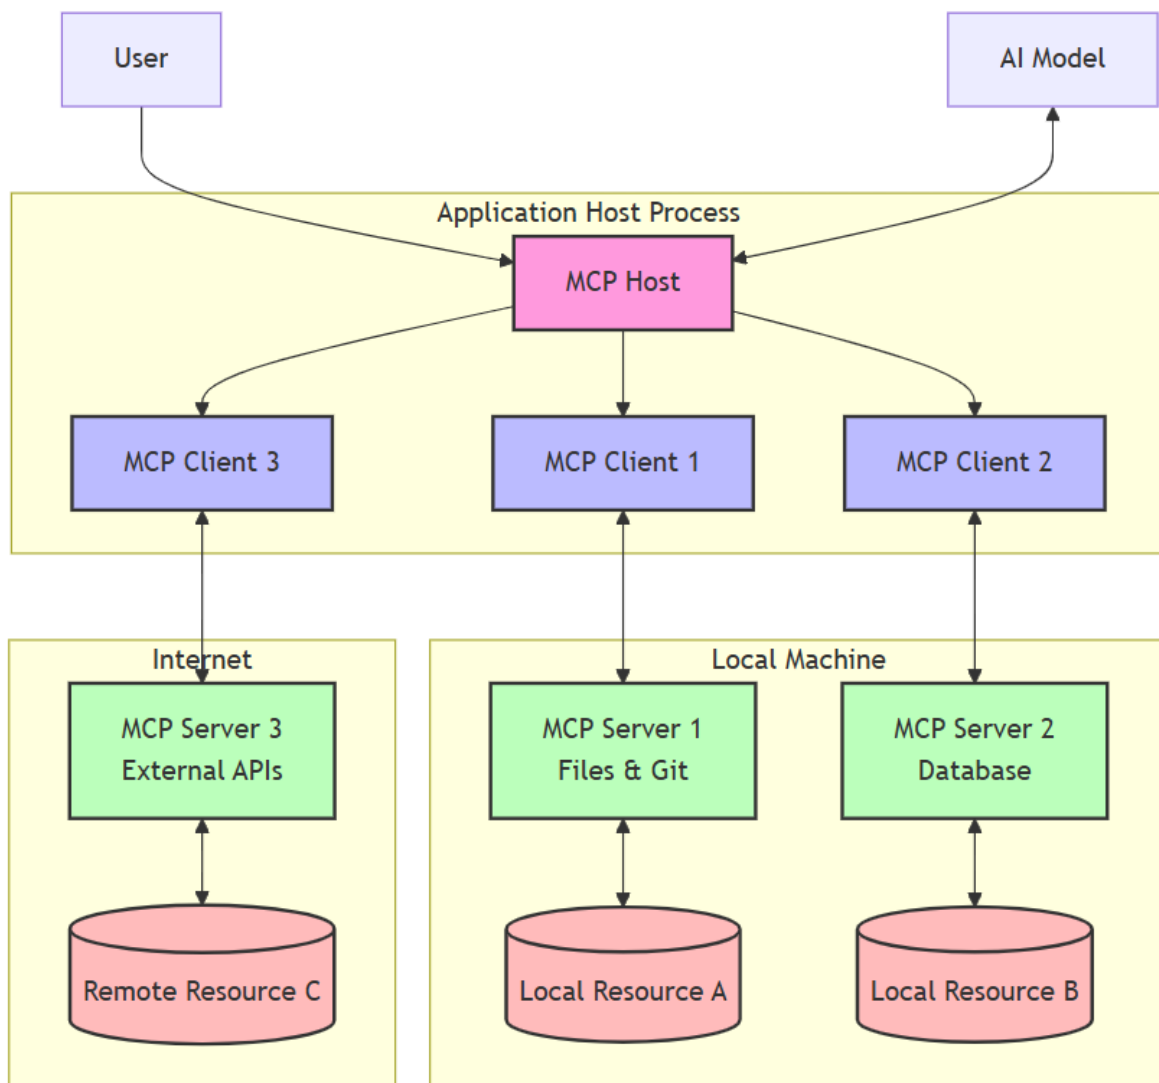 User
AI Model
Application Host Process
MCP Host
MCP Client 3
MCP Client 1
MCP Client 2
Internet
Local Machine
MCP Server 3
External APIs
MCP Server 1
Files & Git
MCP Server 2
Database
Remote Resource C
Local Resource A
Local Resource B